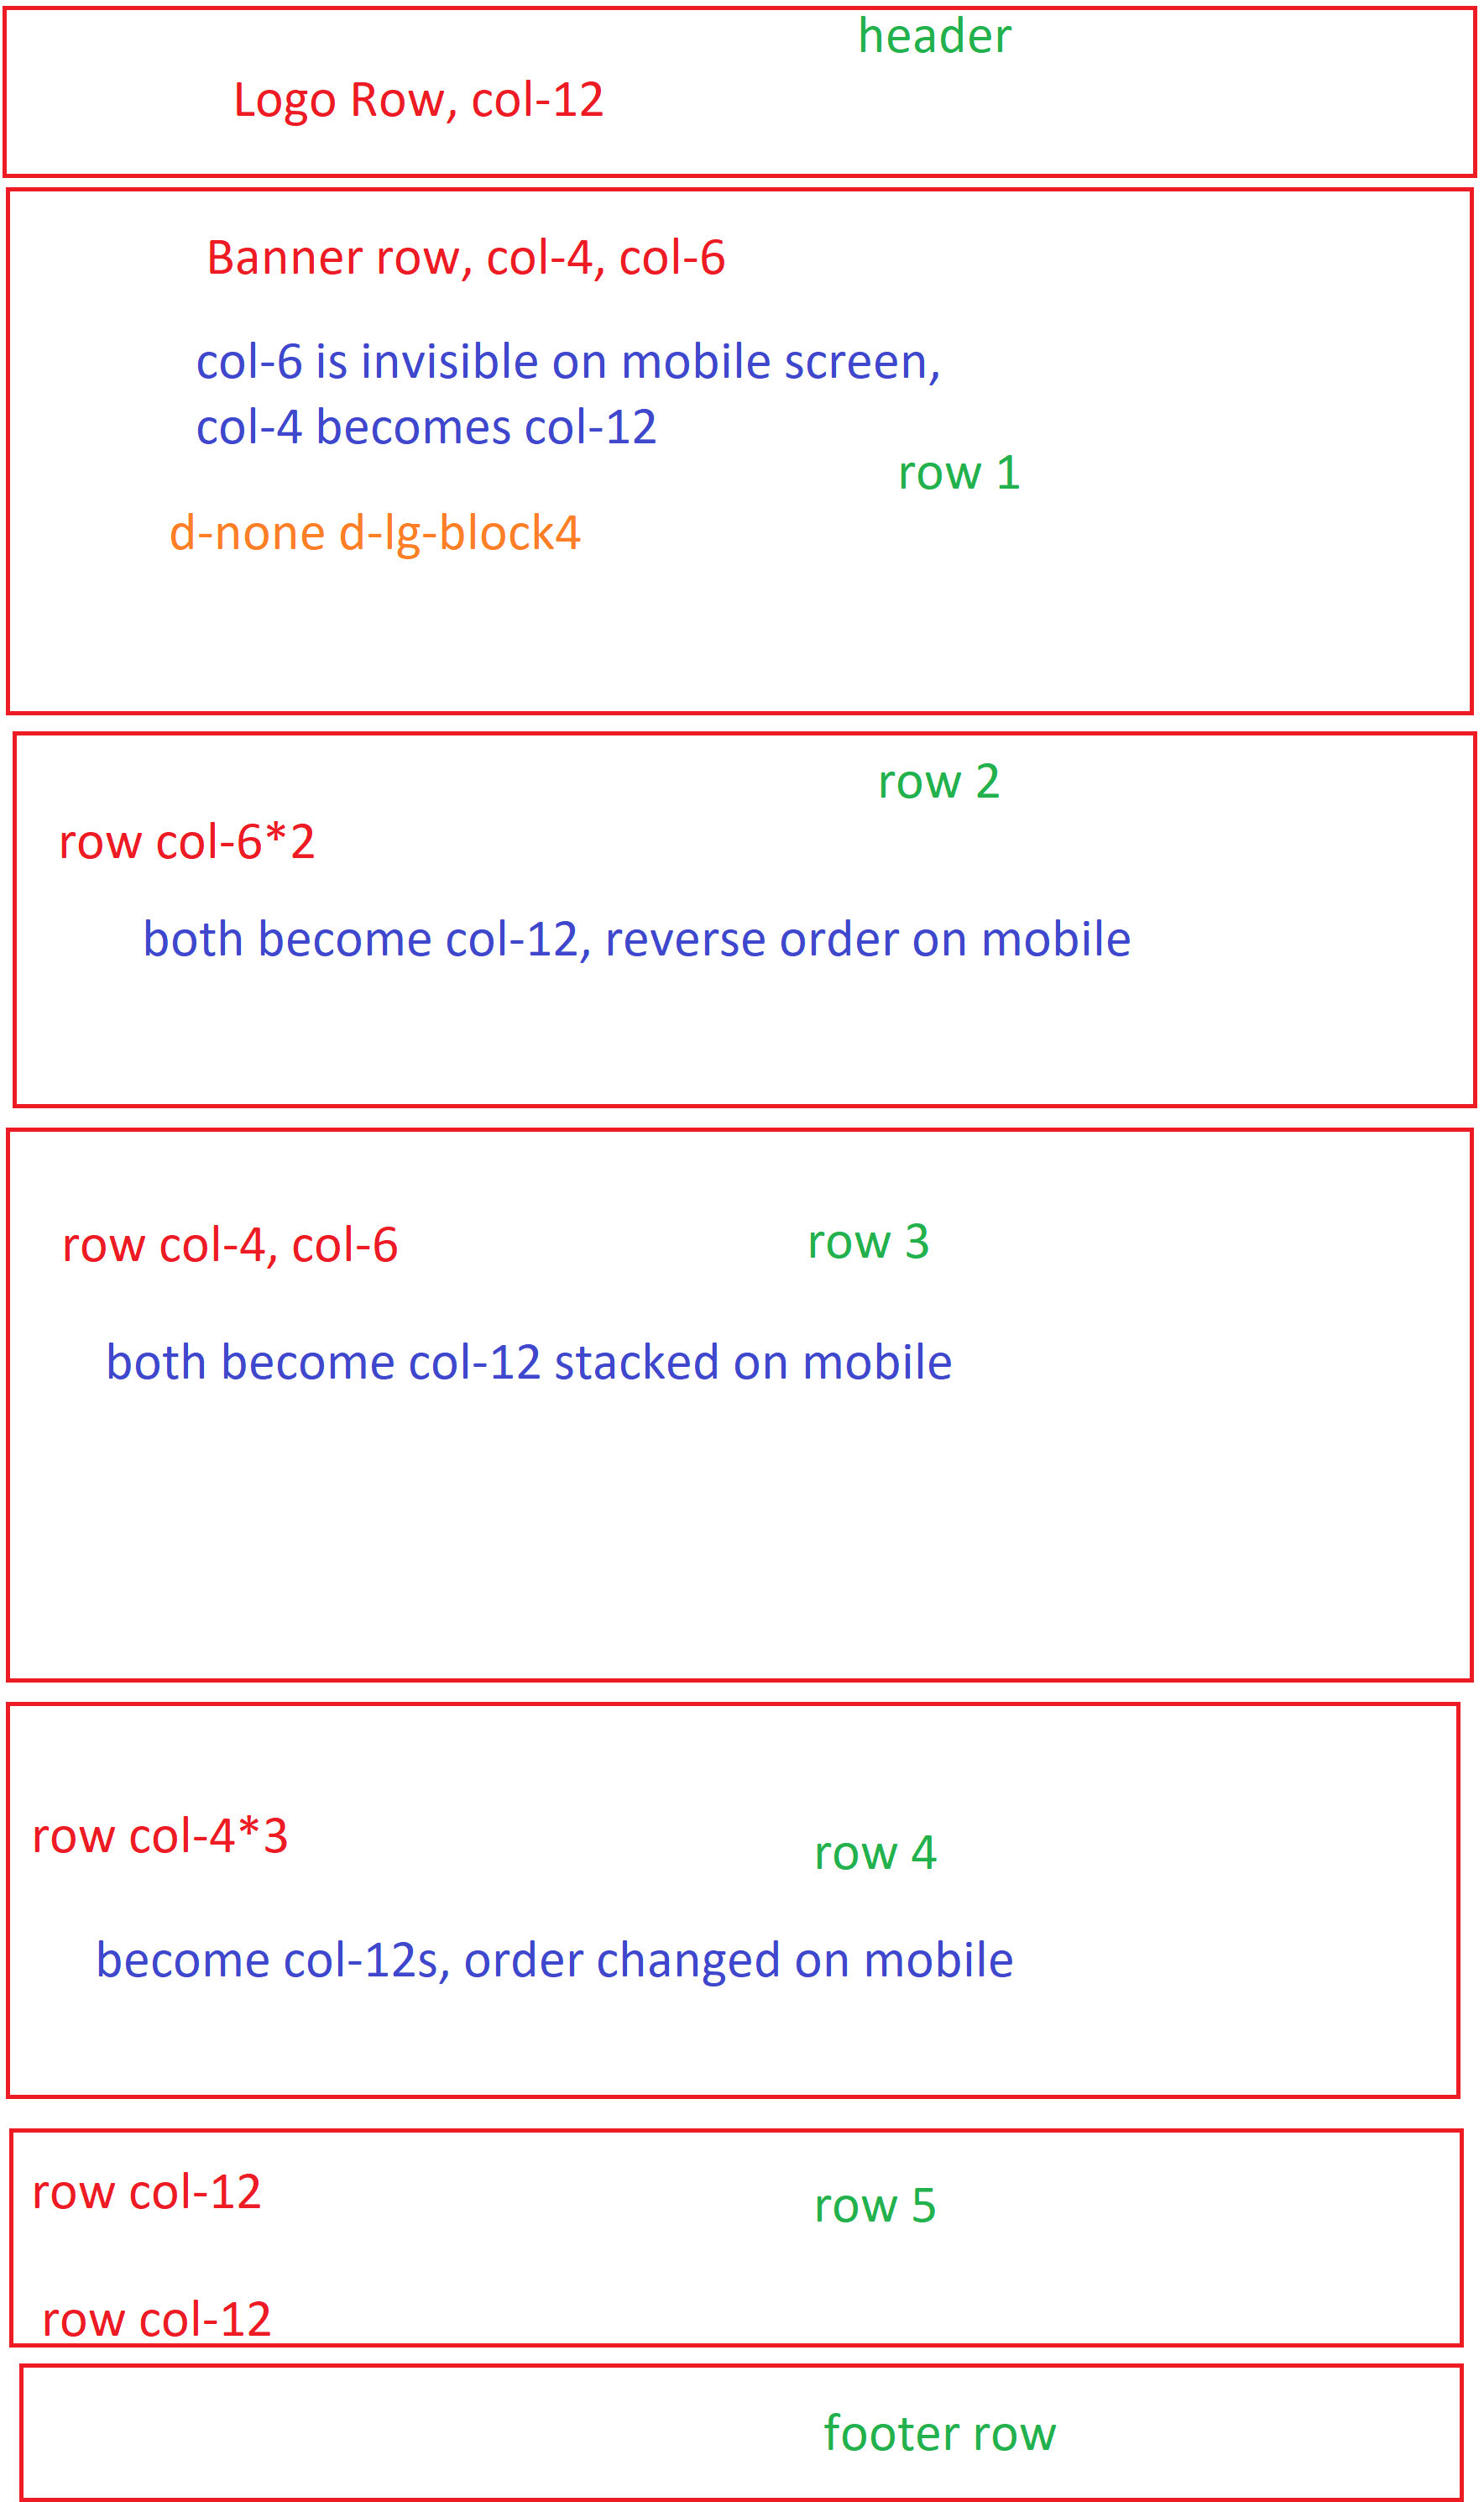 header
Logo Row, col-12
Banner row, col-4, col-6
col-6 is invisible on mobile screen,
col-4 becomes col-12
row 1
d-none d-lg-block4
row 2
row col-6*2
both become col-12, reverse order on mobile
row col-4, col-6
row 3
both become col-12 stacked on mobile
row col-4*3
row 4
become col-12s, order changed on mobile
row col-12
row 5
row col-12
footer row